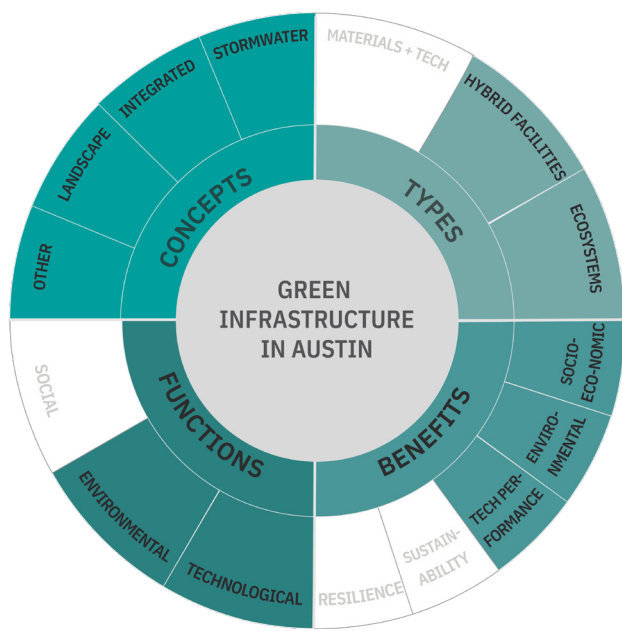 GREEN
INFRASTRUCTURE
IN AUSTIN
CONCEPTS
OTHER
LANDSCAPE
INTEGRATED
STORMWATER
TYPES
MATERIALS + TECH
HYBRID FACILITIES
ECOSYSTEMS
BENEFITS
SOCIO-
ECO-NOMIC
ENVIRO-
NMENTAL
TECH PER-
FORMANCE
SUSTAIN-
ABILITY
RESILIENCE
FUNCTIONS
TECHNOLOGICAL
ENVIRONMENTAL
SOCIAL